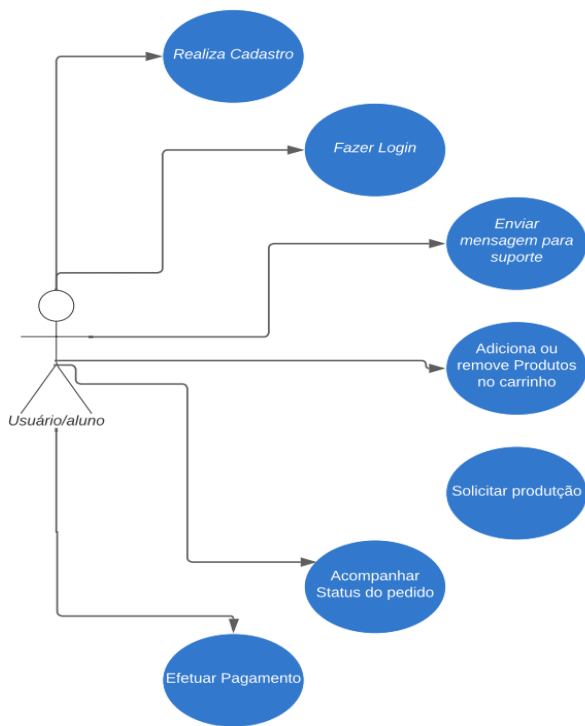 Realiza Cadastro
Fazer Login
Enviar
mensagem para
suporte
Adiciona ou
remove Produtos
no carrinho
Usuário/aluno
Solicitar produtção
Acompanhar
Status do pedido
Efetuar Pagamento